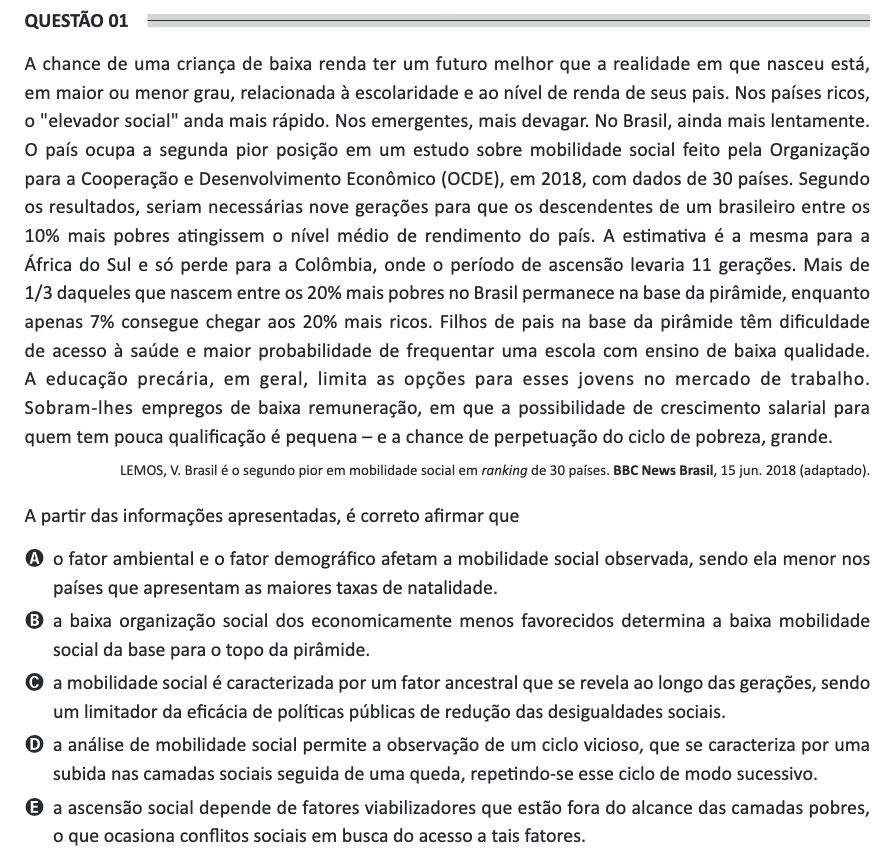 QUESTÃO 01
A chance de uma criança de baixa renda ter um futuro melhor que a realidade em que nasceu está,
em maior ou menor grau, relacionada à escolaridade e ao nível de renda de seus pais. Nos países ricos,
o "elevador social" anda mais rápido. Nos emergentes, mais devagar. No Brasil, ainda mais lentamente.
O país ocupa a segunda pior posição em um estudo sobre mobilidade social feito pela Organização
para a Cooperação e Desenvolvimento Econômico (OCDE), em 2018, com dados de 30 países. Segundo
os resultados, seriam necessárias nove gerações para que os descendentes de um brasileiro entre os
10% mais pobres atingissem o nível médio de rendimento do país. A estimativa é a mesma para a
África do Sul e só perde para a Colômbia, onde o período de ascensão levaria 11 gerações. Mais de
1/3 daqueles que nascem entre os 20% mais pobres no Brasil permanece na base da pirâmide, enquanto
apenas 7% consegue chegar aos 20% mais ricos. Filhos de pais na base da pirâmide têm dificuldade
de acesso à saúde e maior probabilidade de frequentar uma escola com ensino de baixa qualidade.
A educação precária, em geral, limita as opções para esses jovens no mercado de trabalho.
Sobram-lhes empregos de baixa remuneração, em que a possibilidade de crescimento salarial para
quem tem pouca qualificação é pequena – e a chance de perpetuação do ciclo de pobreza, grande.
LEMOS, V. Brasil é o segundo pior em mobilidade social em ranking de 30 países. BBC News Brasil, 15 jun. 2018 (adaptado).
A partir das informações apresentadas, é correto afirmar que
A o fator ambiental e o fator demográfico afetam a mobilidade social observada, sendo ela menor nos
países que apresentam as maiores taxas de natalidade.
B a baixa organização social dos economicamente menos favorecidos determina a baixa mobilidade
social da base para o topo da pirâmide.
C a mobilidade social é caracterizada por um fator ancestral que se revela ao longo das gerações, sendo
um limitador da eficácia de políticas públicas de redução das desigualdades sociais.
D a análise de mobilidade social permite a observação de um ciclo vicioso, que se caracteriza por uma
subida nas camadas sociais seguida de uma queda, repetindo-se esse ciclo de modo sucessivo.
E a ascensão social depende de fatores viabilizadores que estão fora do alcance das camadas pobres,
o que ocasiona conflitos sociais em busca do acesso a tais fatores.